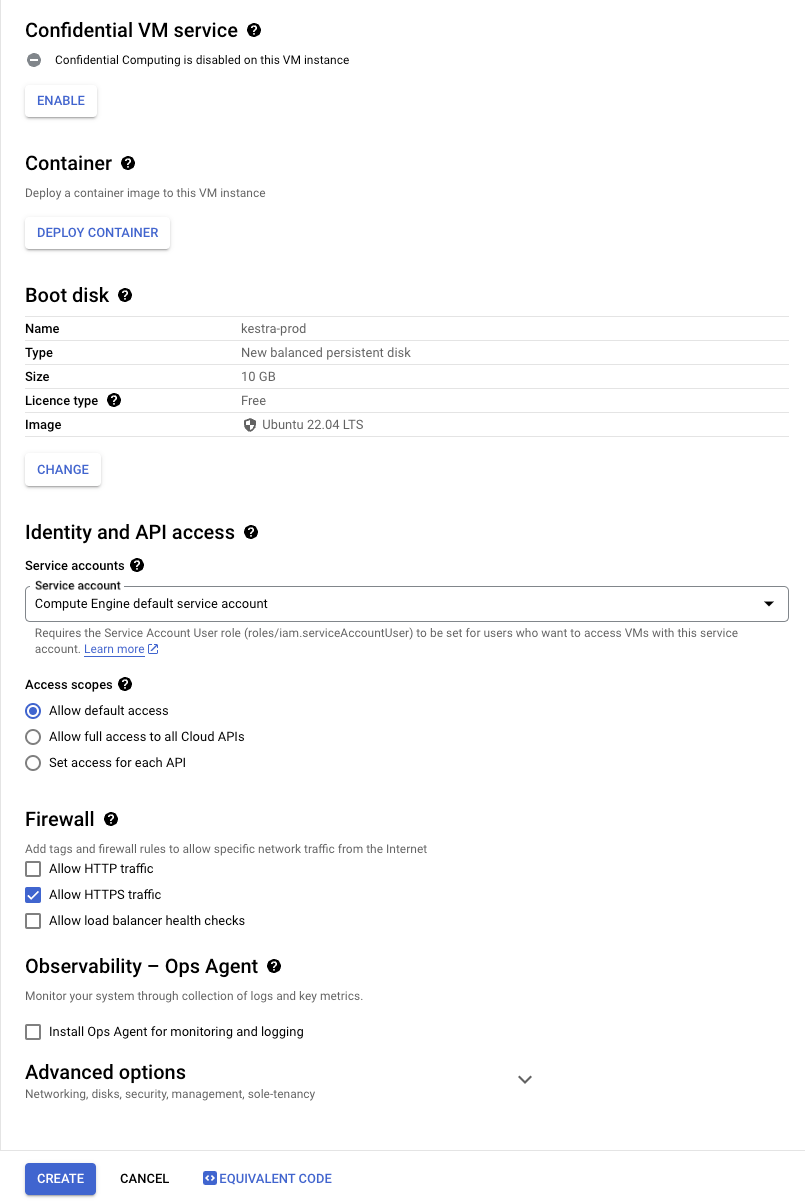 Confidential VM service
Confidential Computing is disabled on this VM instance
ENABLE
Container
Deploy a container image to this VM instance
DEPLOY CONTAINER
Boot disk
Name kestra-prod
Type New balanced persistent disk
Size 10 GB
Licence type Free
Image Ubuntu 22.04 LTS
CHANGE
Identity and API access
Service accounts
Service account
Compute Engine default service account
Requires the Service Account User role (roles/iam.serviceAccountUser) to be set for users who want to access VMs with this service
account. Learn more
Access scopes
Allow default access
Allow full access to all Cloud APIs
Set access for each API
Firewall
Add tags and firewall rules to allow specific network traffic from the Internet
Allow HTTP traffic
Allow HTTPS traffic
Allow load balancer health checks
Observability – Ops Agent
Monitor your system through collection of logs and key metrics.
Install Ops Agent for monitoring and logging
Advanced options
Networking, disks, security, management, sole-tenancy
CREATE CANCEL EQUIVALENT CODE